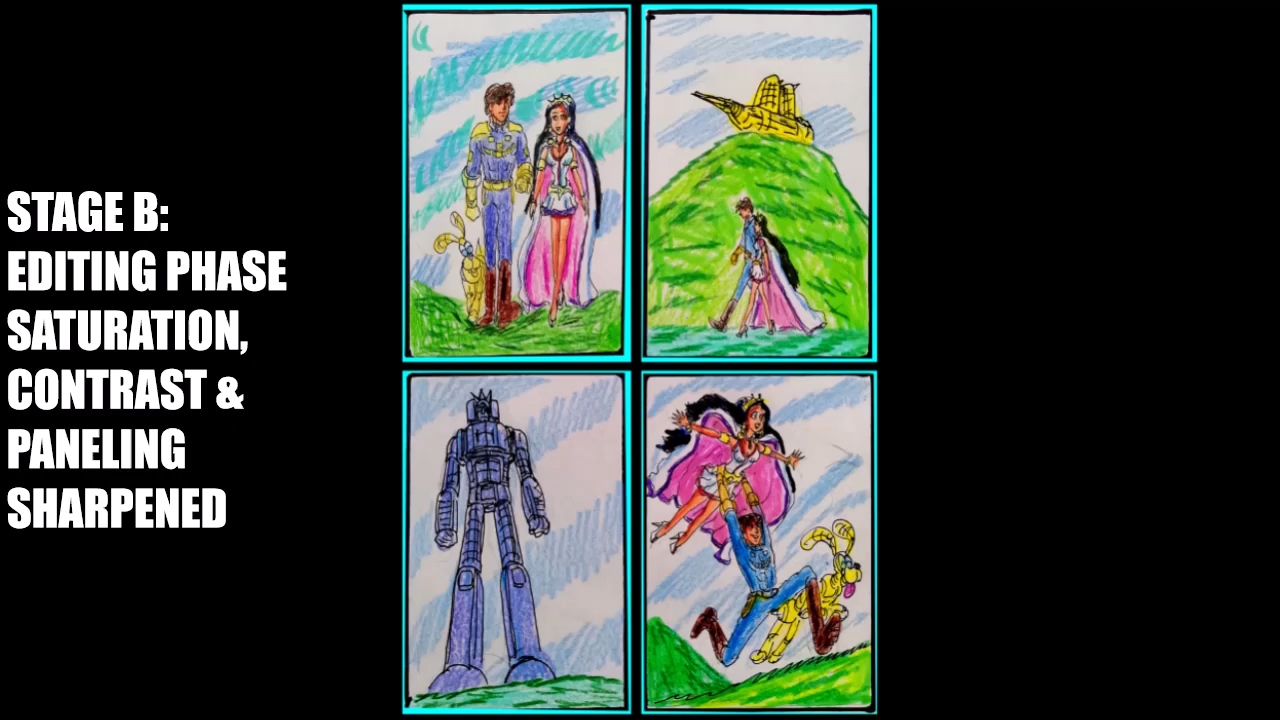 STAGE B:
EDITING PHASE
SATURATION,
CONTRAST &
PANELING
SHARPENED